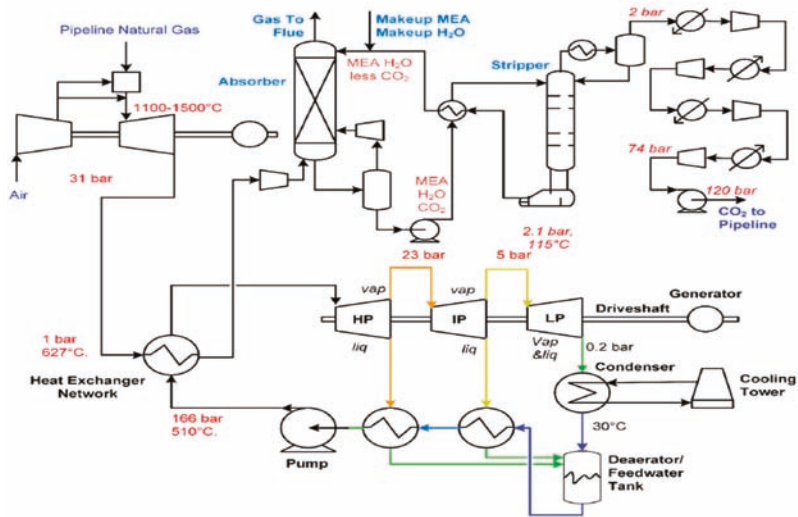 Pipeline Natural Gas
1100-1500°C
31 bar
Air
Gas To
Flue
Makeup MEA
Makeup H₂O
Absorber
MEA H₂O
less CO₂
MEA
H₂O
CO₂
Stripper
2.1 bar,
115°C
2 bar
74 bar
120 bar
CO₂ to
Pipeline
23 bar
5 bar
vap
vap
HP
IP
LP
liq
liq
Vap
&liq
Driveshaft
Generator
0.2 bar
Condenser
Cooling
Tower
30°C
1 bar
627°C.
Heat Exchanger
Network
166 bar
510°C.
Pump
Deaerator/
Feedwater
Tank